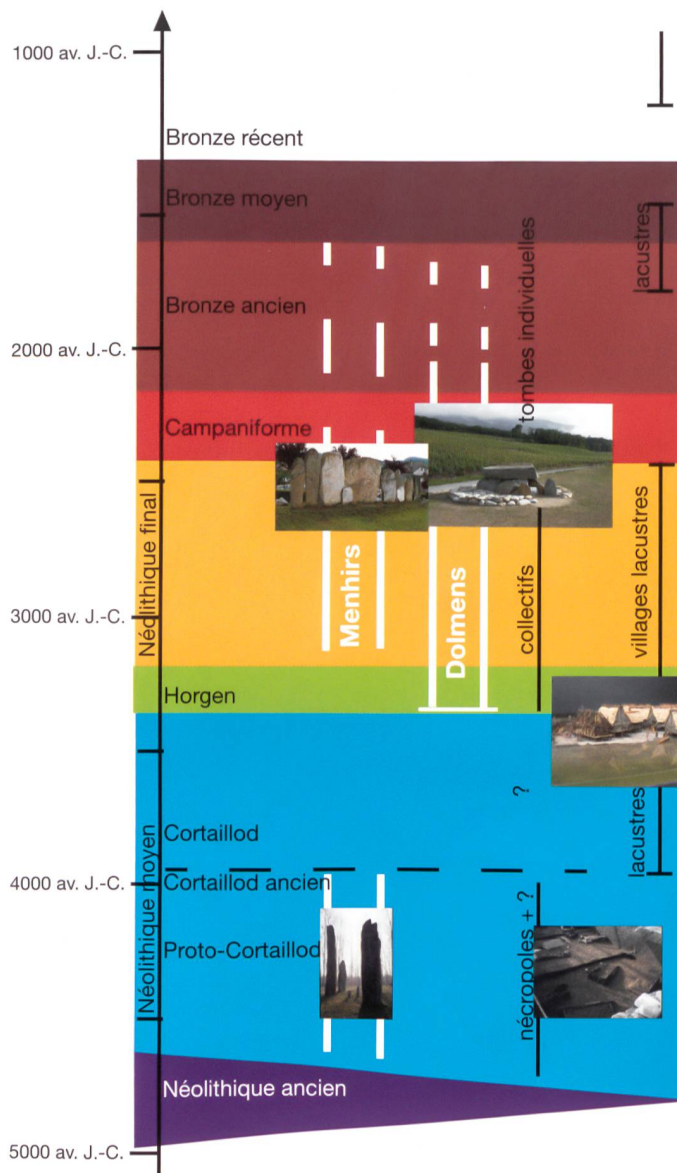 1000 av. J.-C.
Bronze récent
Bronze moyen
lacustres
tombes individuelles
Bronze ancien
2000 av. J.-C.
Campaniforme
Néolithique final
Menhirs
Dolmens
collectifs
villages lacustres
3000 av. J.-C.
Horgen
?
Cortaillod
lacustres
4000 av. J.-C.
Cortaillod ancien
Néolithique moyen
Proto-Cortaillod
nécropoles + ?
Néolithique ancien
5000 av. J.-C.